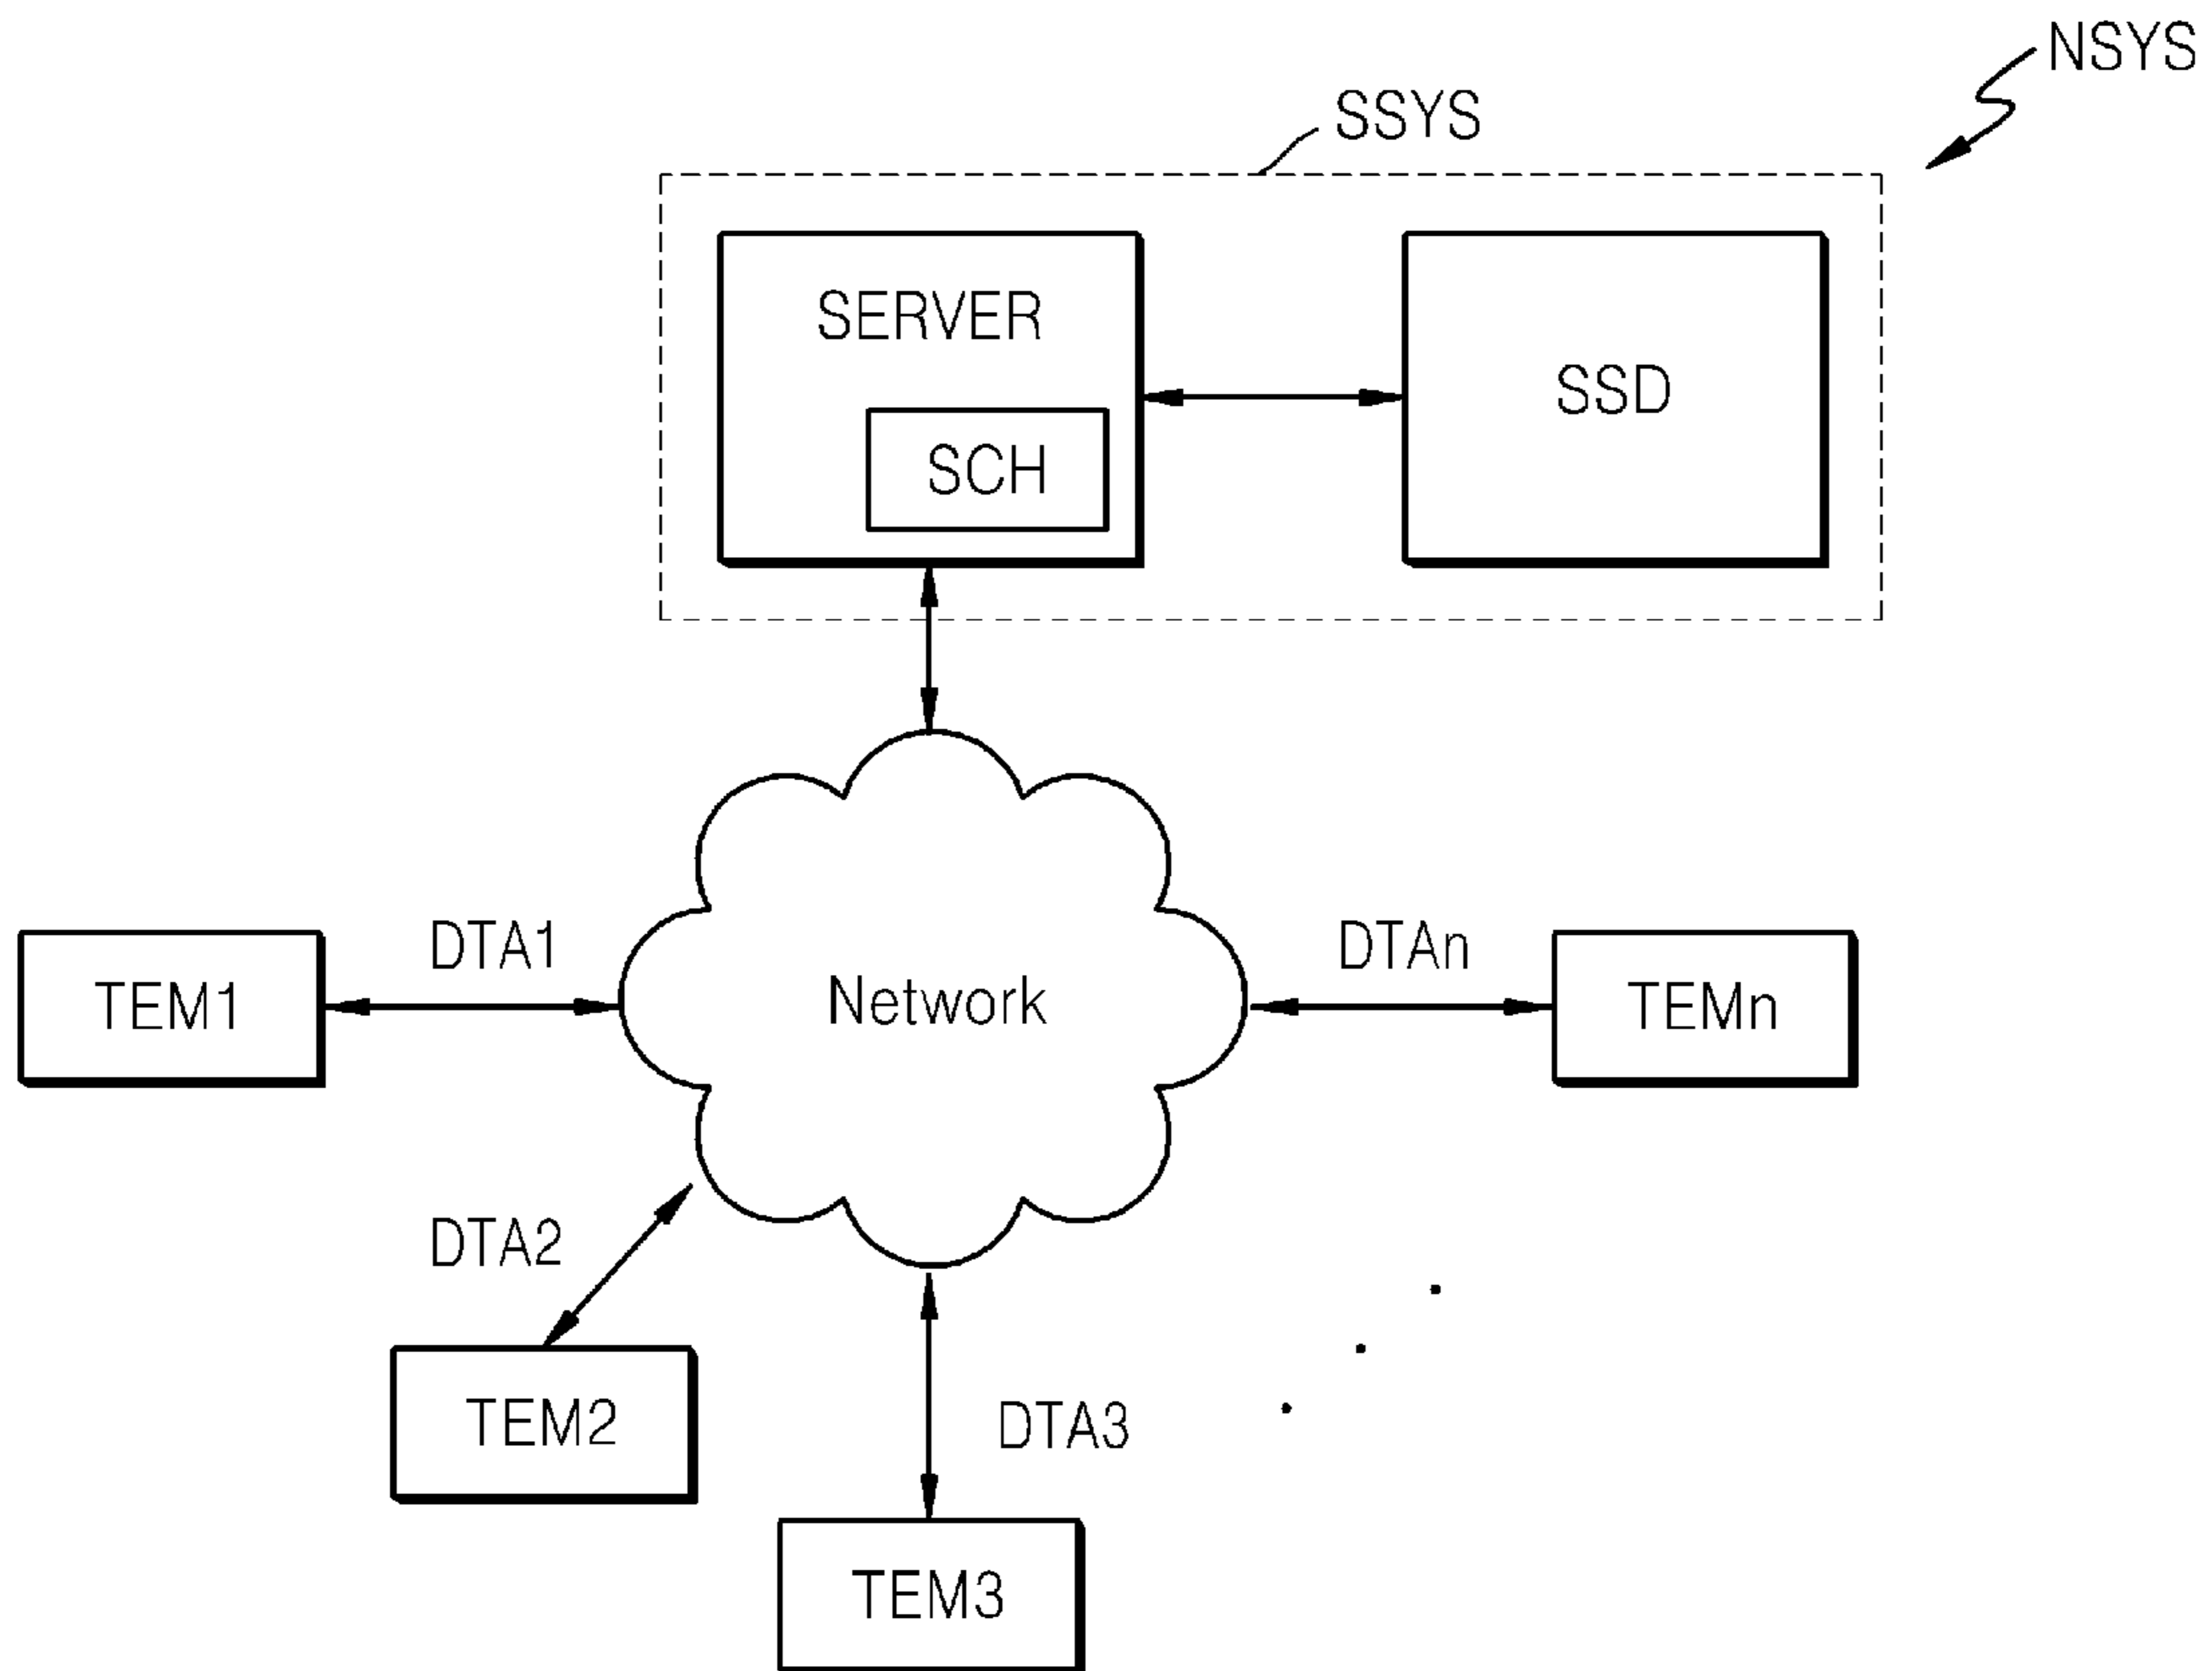 NSYS
SSYS
SERVER
SSD
SCH
DTA1
DTAn
TEM1
Network
TEMn
DTA2
TEM2
DTA3
TEM3